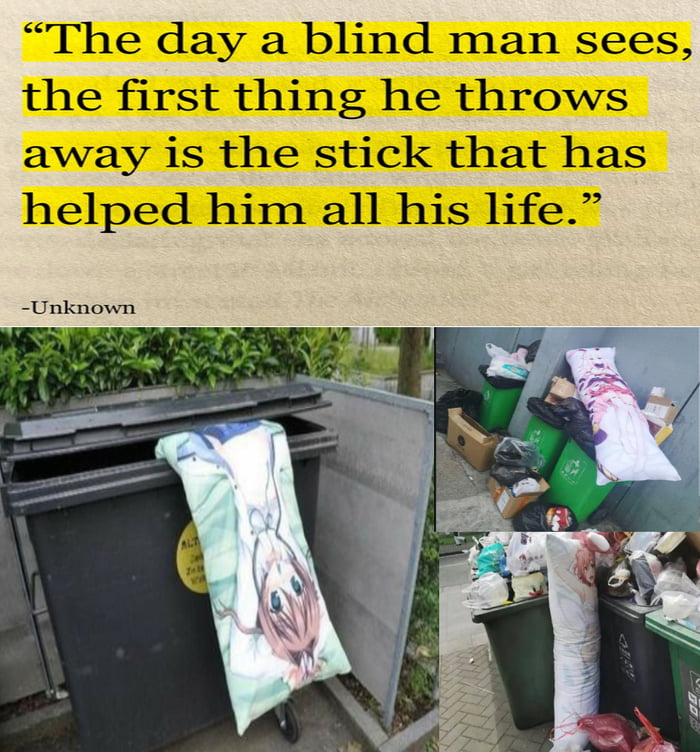 “The day a blind man sees,
the first thing he throws
away is the stick that has
helped him all his life.”
-Unknown